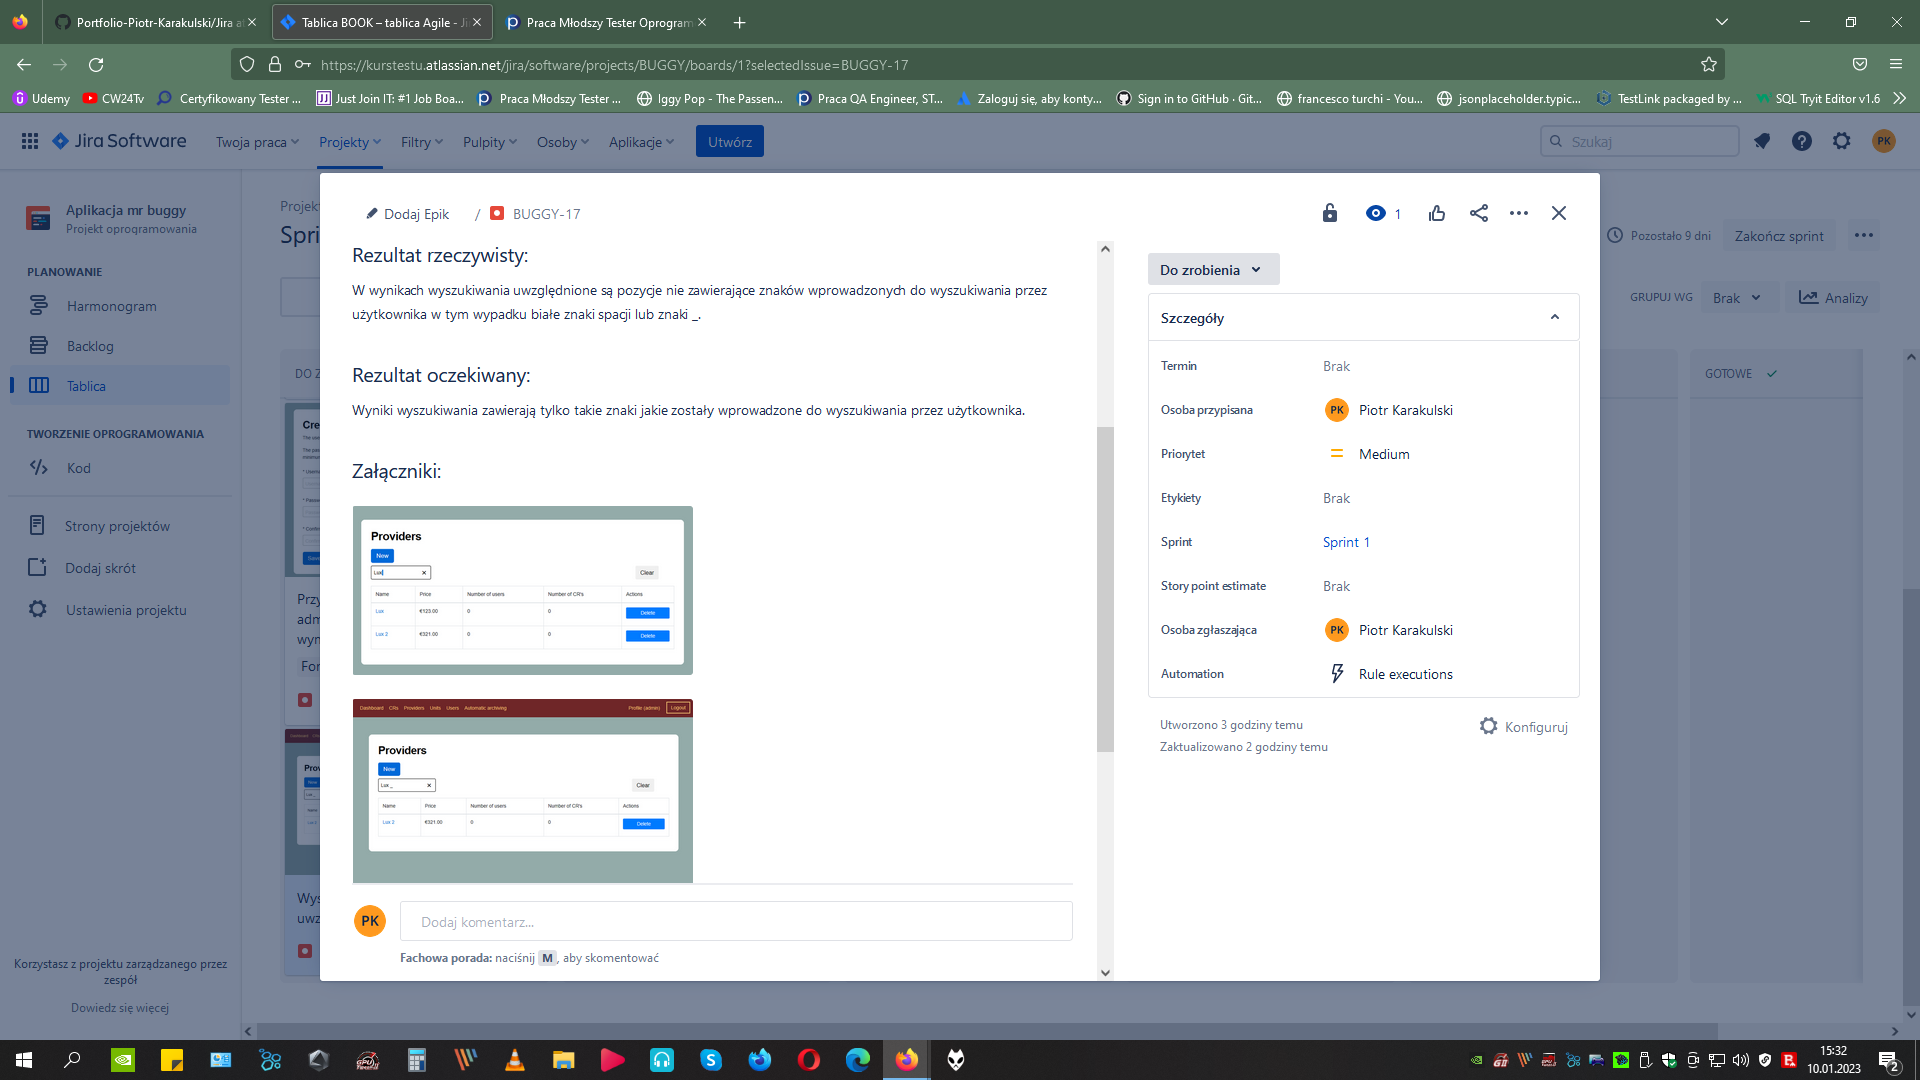 Portfolio-Piotr-Karakulski/Jira a
Tablica BOOK – tablica Agile - Ji
Praca Młodszy Tester Oprogram
https://kurstestu.atlassian.net/jira/software/projects/BUGGY/boards/1?selectedIssue=BUGGY-17
Udemy
CW24Tv
Certyfikowany Tester ...
Just Join IT: #1 Job Boa...
Praca Młodszy Tester ...
Iggy Pop - The Passen...
Praca QA Engineer, ST...
Zaloguj się, aby konty...
Sign in to GitHub · Git...
francesco turchi - You...
jsonplaceholder.typic...
TestLink packaged by ...
SQL Tryit Editor v1.6
Jira Software
Twoja praca
Projekty
Filtry
Pulpity
Osoby
Aplikacje
Utwórz
Szukaj
PK
Aplikacja mr buggy
Projekt oprogramowania
PLANOWANIE
Harmonogram
Backlog
Tablica
TWORZENIE OPROGRAMOWANIA
Kod
Strony projektów
Dodaj skrót
Ustawienia projektu
Korzystasz z projektu zarządzanego przez
zespół
Dowiedz się więcej
Projekt
Spri
Pozostało 9 dni
Zakończ sprint
GRUPUJ WG
Brak
Analizy
DO Z
GOTOWE
Cre
Przy
adm
wyn
For
Prov
Wys
uwz
Dodaj Epik
/
BUGGY-17
1
Rezultat rzeczywisty:
W wynikach wyszukiwania uwzględnione są pozycje nie zawierające znaków wprowadzonych do wyszukiwania przez
użytkownika w tym wypadku białe znaki spacji lub znaki _.
Rezultat oczekiwany:
Wyniki wyszukiwania zawierają tylko takie znaki jakie zostały wprowadzone do wyszukiwania przez użytkownika.
Załączniki:
Providers
New
Lux
Clear
Name Price Number of users Number of CR's Actions
Lux €123.00 0 0 Delete
Lux 2 €321.00 0 0 Delete
Dashboard CRs Providers Units Users Automatic archiving Profile (admin) Logout
Providers
New
Lux _
Clear
Name Price Number of users Number of CR's Actions
Lux 2 €321.00 0 0 Delete
PK
Dodaj komentarz...
Fachowa porada: naciśnij M, aby skomentować
Do zrobienia
Szczegóły
Termin
Brak
Osoba przypisana
PK Piotr Karakulski
Priorytet
Medium
Etykiety
Brak
Sprint
Sprint 1
Story point estimate
Brak
Osoba zgłaszająca
PK Piotr Karakulski
Automation
Rule executions
Utworzono 3 godziny temu
Zaktualizowano 2 godziny temu
Konfiguruj
15:32
10.01.2023
2